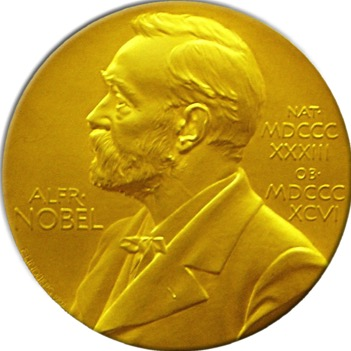 ALFR·
NOBEL
NAT·
MDCCC
XXXIII
OB·
MDCCC
XCVI